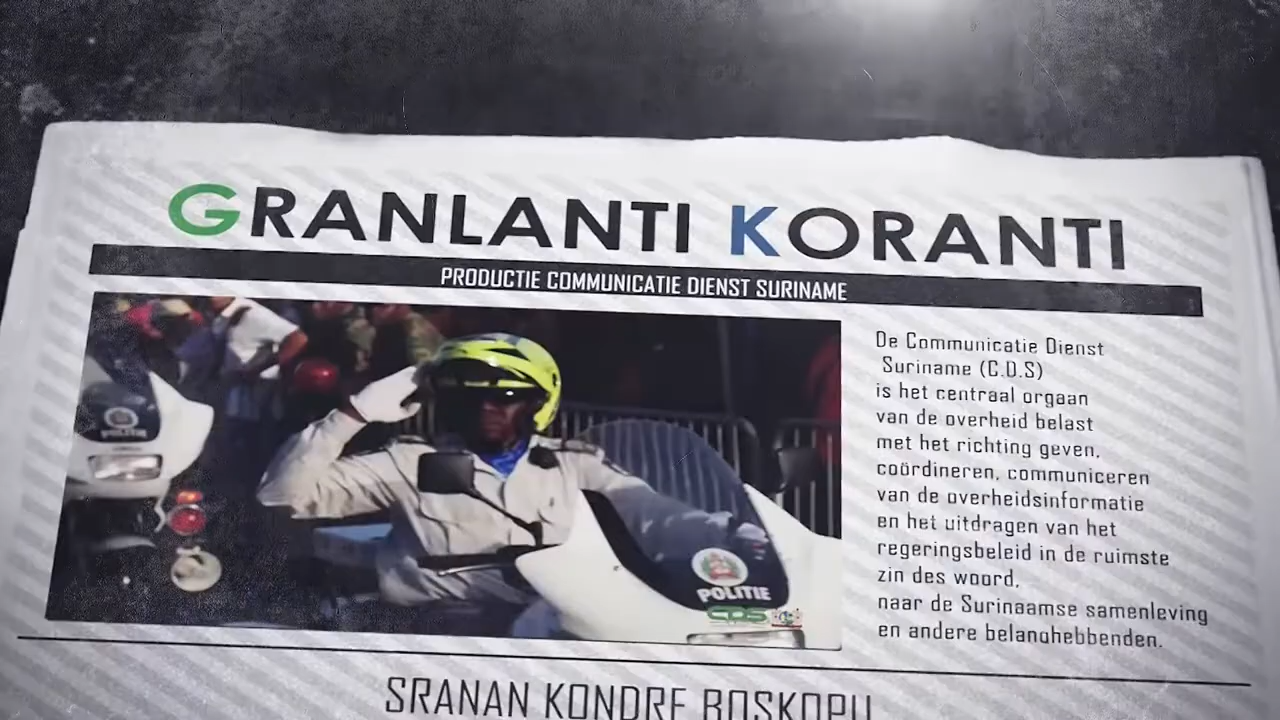 GRANLANTI KORANTI
PRODUCTIE COMMUNICATIE DIENST SURINAME
De Communicatie Dienst
Suriname (C.D.S)
is het centraal orgaan
van de overheid belast
met het richting geven,
coördineren, communiceren
van de overheidsinformatie
en het uitdragen van het
regeringsbeleid in de ruimste
zin des woord,
naar de Surinaamse samenleving
en andere belanghebbenden.
POLITIE
POLITIE
CDS
SRANAN KONDRE BOSKOPU